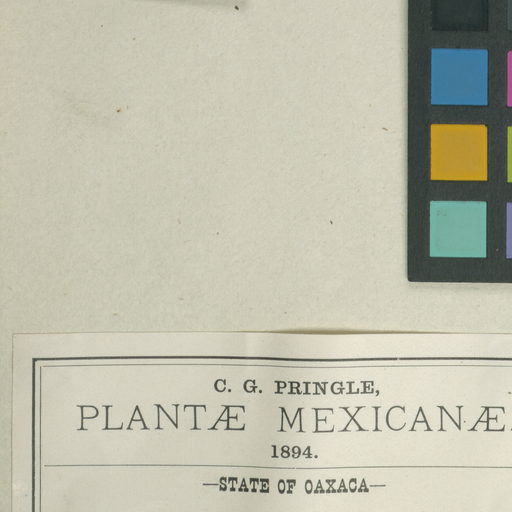 C. G. PRINGLE,
PLANTÆ MEXICANÆ.
1894.
—STATE OF OAXACA—